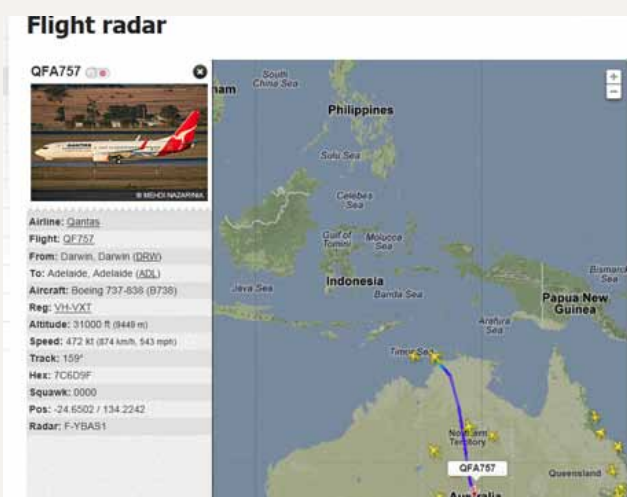 Flight radar
QFA757
© MEHDI NAZARINIA
Airline: Qantas
Flight: QF757
From: Darwin, Darwin (DRW)
To: Adelaide, Adelaide (ADL)
Aircraft: Boeing 737-838 (B738)
Reg: VH-VXT
Altitude: 31000 ft (9449 m)
Speed: 472 kt (874 km/h, 543 mph)
Track: 159°
Hex: 7C6D9F
Squawk: 0000
Pos: -24.6502 / 134.2242
Radar: F-YBAS1
South
China Sea
nam
Philippines
Sulu Sea
Celebes
Sea
Gulf of
Tomini
Molucca
Sea
Java Sea
Indonesia
Banda Sea
Bismarck
Sea
Papua New
Guinea
Arafura
Sea
Timor Sea
Northern
Territory
QFA757
Queensland
Australia
+
−